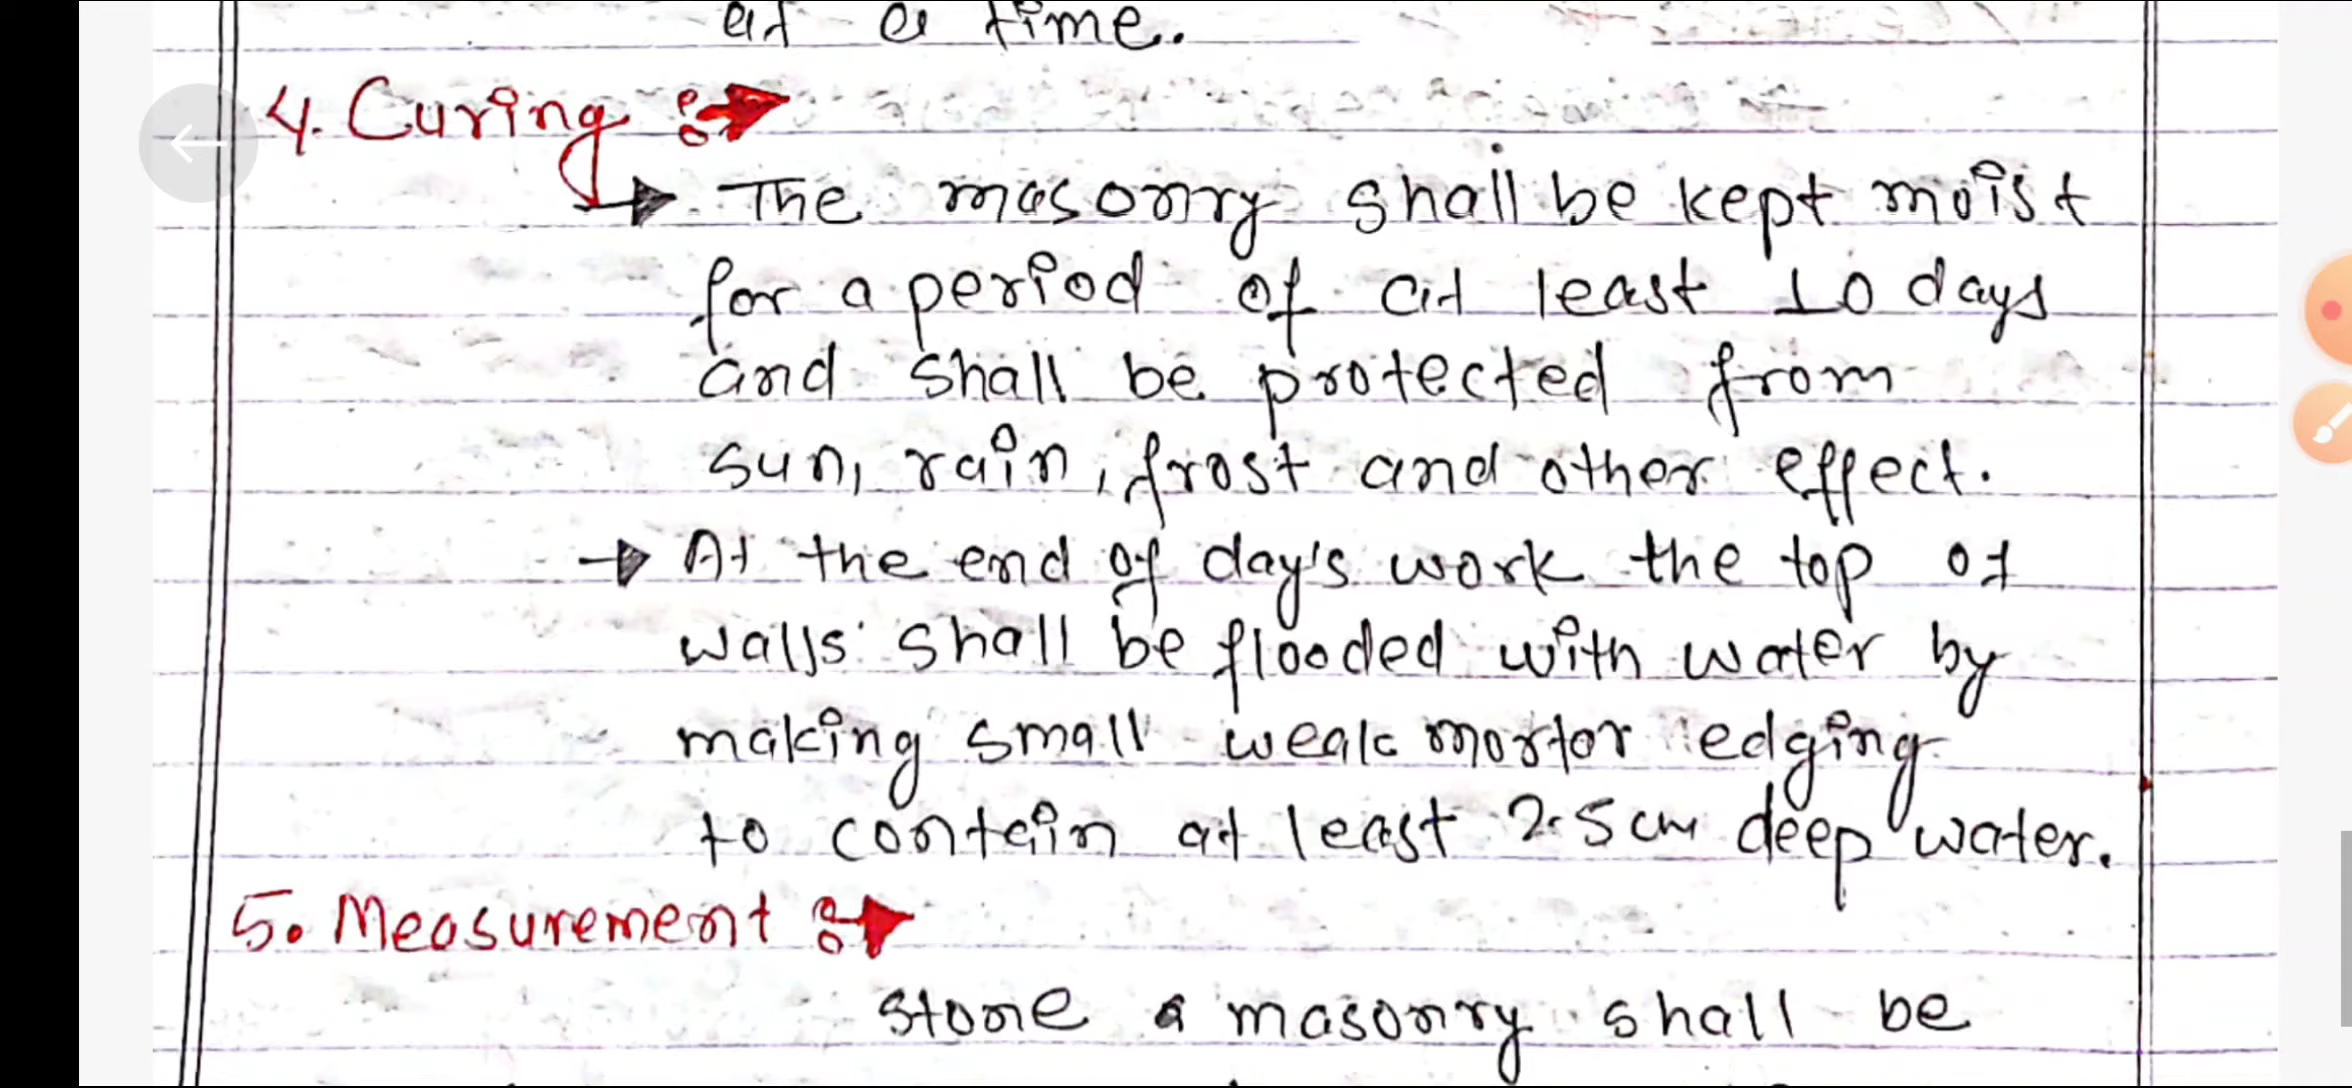 at a time.
4. Curing :→
→ The masonry shall be kept moist
for a period of at least 10 days
and shall be protected from
sun, rain, frost and other effect.
→ At the end of day's work the top of
walls shall be flooded with water by
making small weak mortor edging
to contain at least 2.5 cm deep water.
5. Measurement :→
Stone masonry shall be